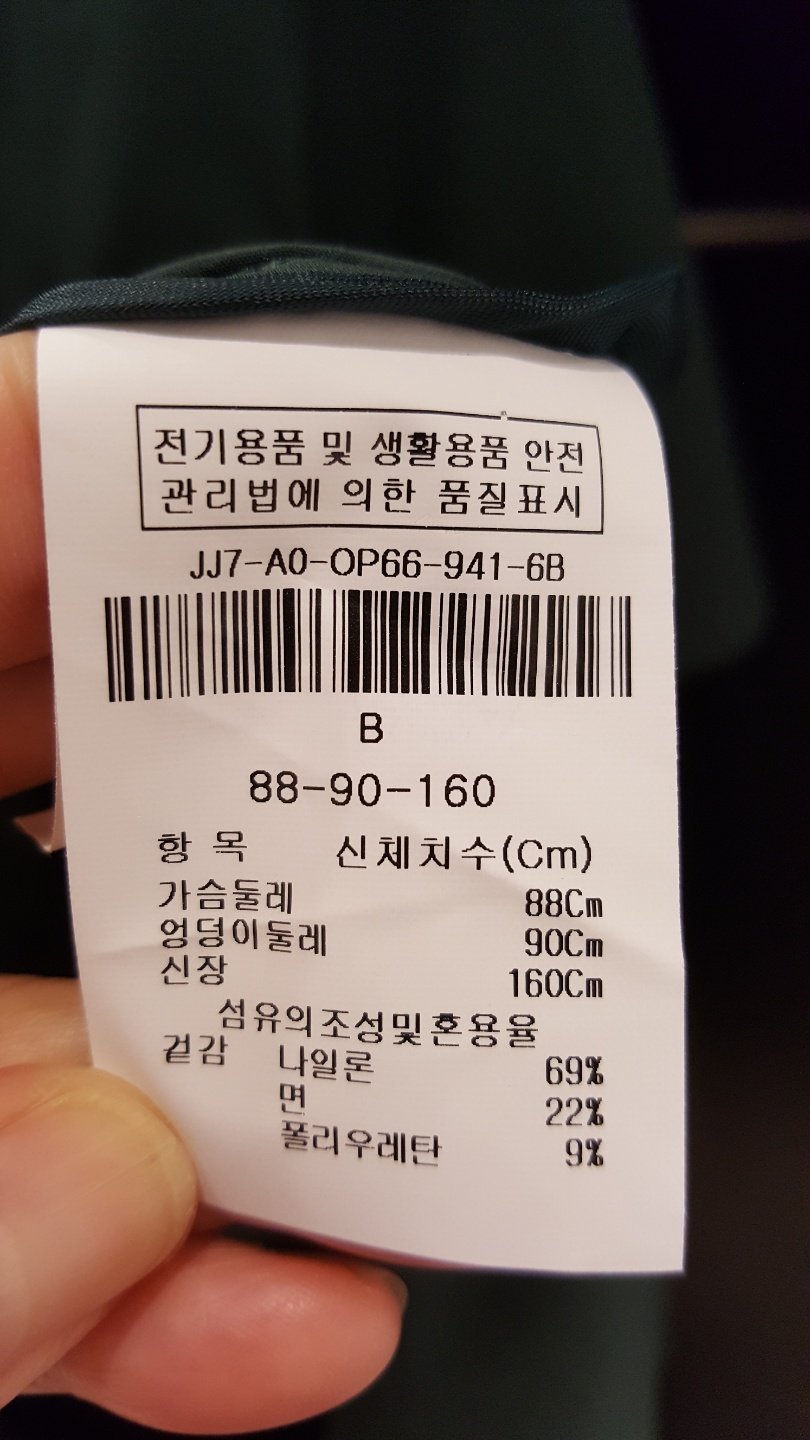 전기용품 및 생활용품 안전
관리법에 의한 품질표시
JJ7-A0-OP66-941-6B
B
88-90-160
항 목 신체치수(Cm)
가슴둘레 88Cm
엉덩이둘레 90Cm
신장 160Cm
섬유의조성및혼용율
겉감 나일론 69%
면 22%
폴리우레탄 9%